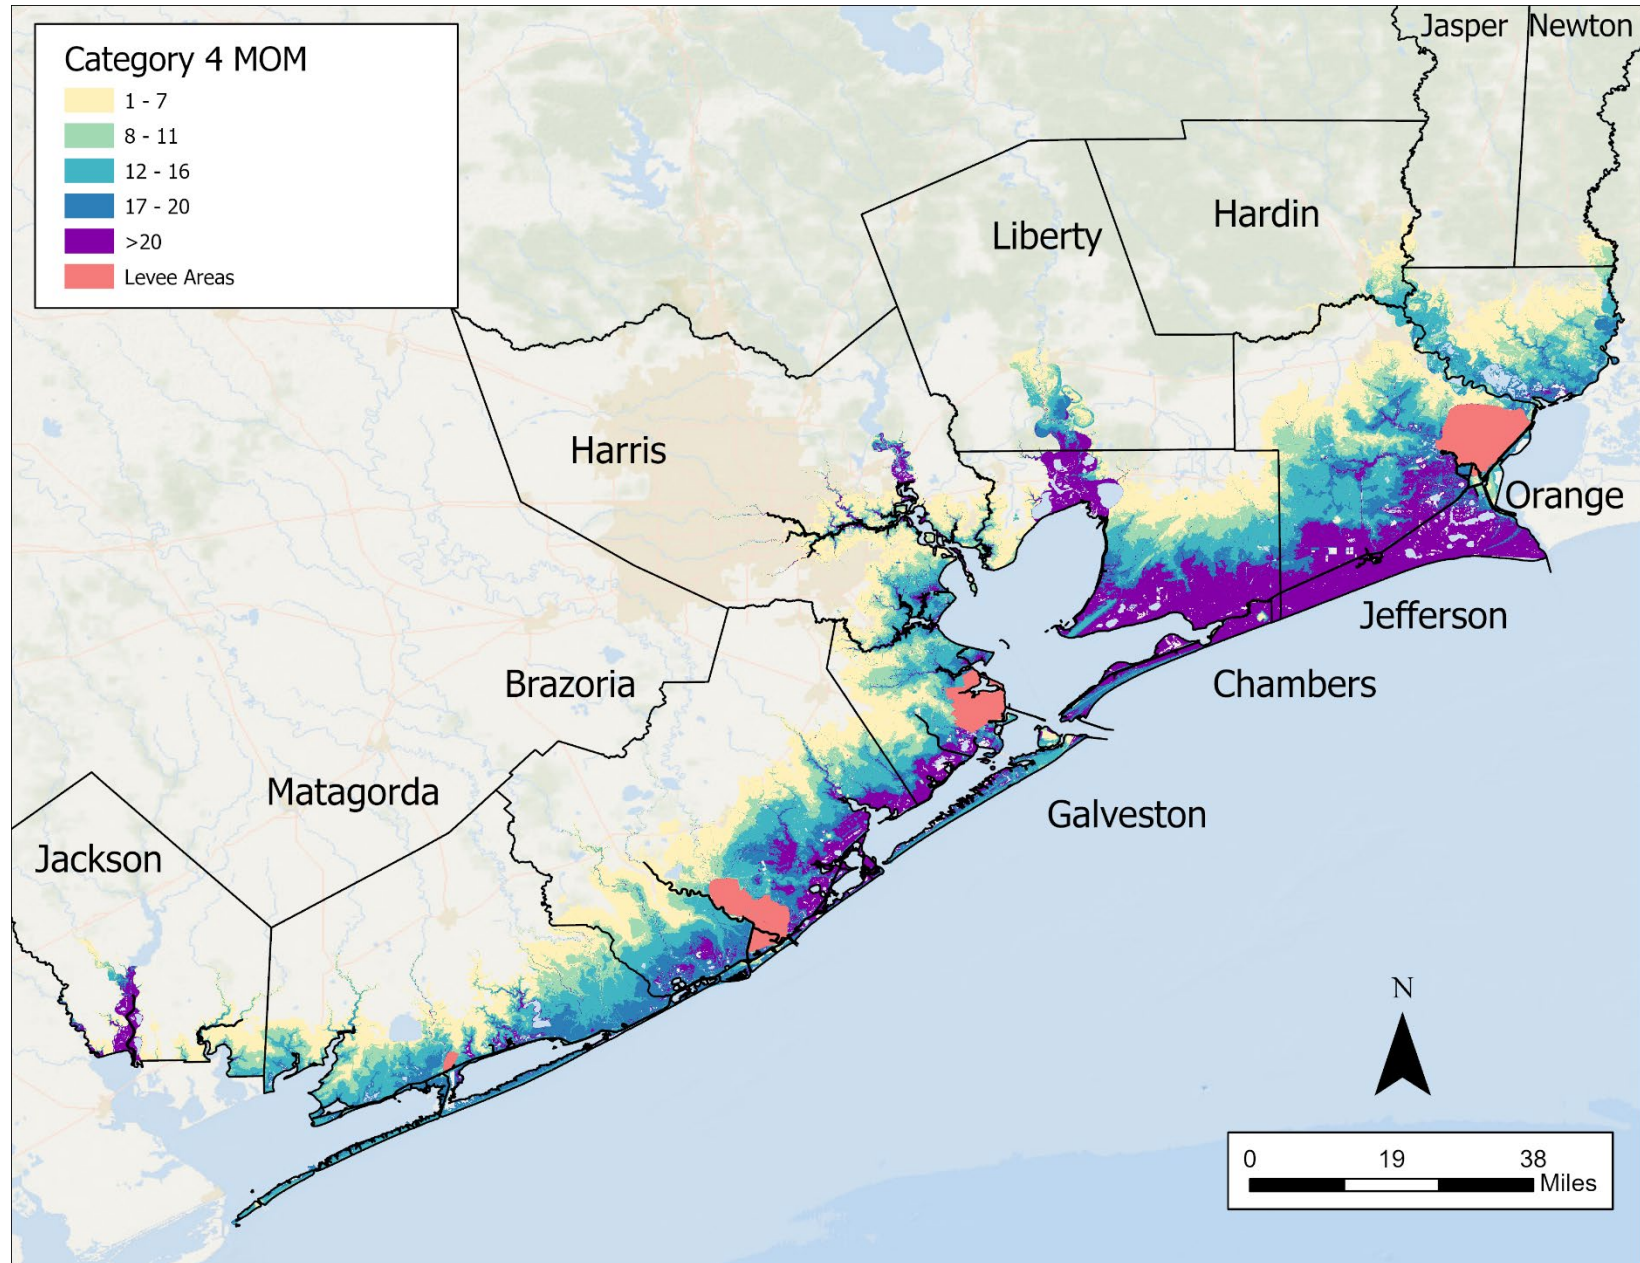 Jasper Newton
Category 4 MOM
1 - 7
8 - 11
12 - 16
17 - 20
>20
Levee Areas
Hardin
Liberty
Harris
Orange
Jefferson
Brazoria
Chambers
Matagorda
Galveston
Jackson
N
0 19 38
Miles